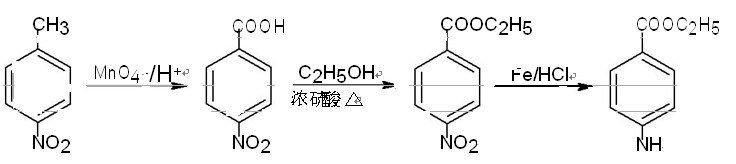 CH₃
MnO₄⁻/H⁺
NO₂
COOH
C₂H₅OH
浓硫酸 △
NO₂
COOC₂H₅
NO₂
Fe/HCl
COOC₂H₅
NH